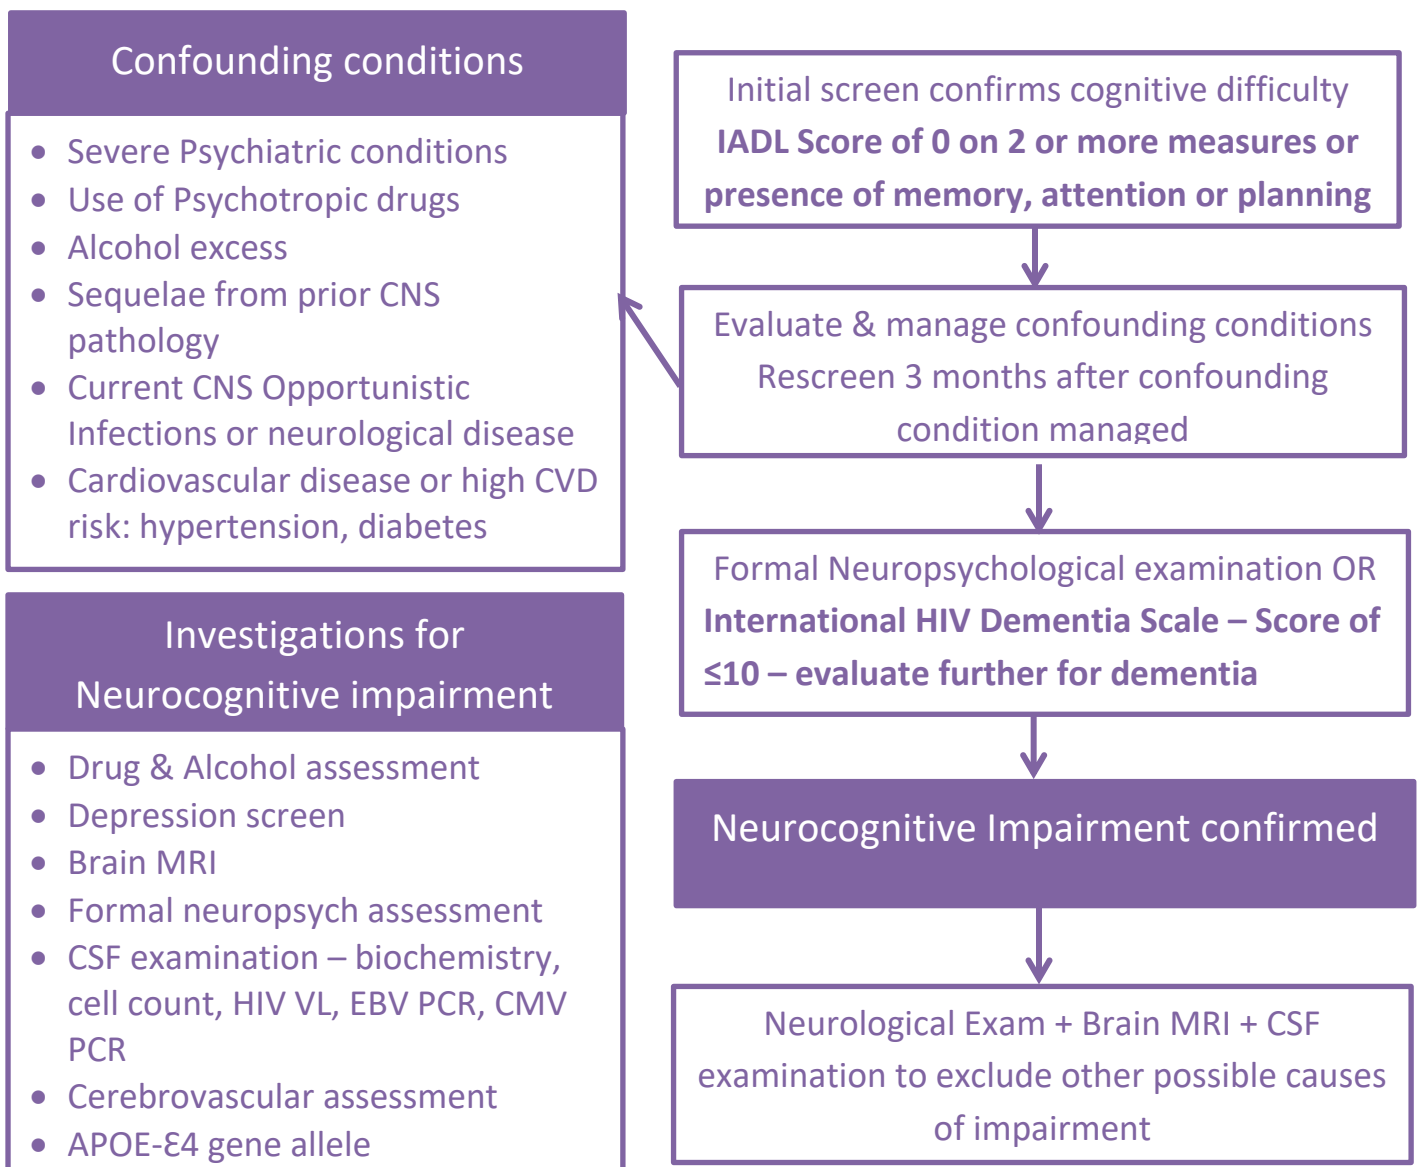 Confounding conditions
• Severe Psychiatric conditions
• Use of Psychotropic drugs
• Alcohol excess
• Sequelae from prior CNS
pathology
• Current CNS Opportunistic
Infections or neurological disease
• Cardiovascular disease or high CVD
risk: hypertension, diabetes
Investigations for
Neurocognitive impairment
• Drug & Alcohol assessment
• Depression screen
• Brain MRI
• Formal neuropsych assessment
• CSF examination – biochemistry,
cell count, HIV VL, EBV PCR, CMV
PCR
• Cerebrovascular assessment
• APOE-Ɛ4 gene allele
Initial screen confirms cognitive difficulty
IADL Score of 0 on 2 or more measures or
presence of memory, attention or planning
Evaluate & manage confounding conditions
Rescreen 3 months after confounding
condition managed
Formal Neuropsychological examination OR
International HIV Dementia Scale – Score of
≤10 – evaluate further for dementia
Neurocognitive Impairment confirmed
Neurological Exam + Brain MRI + CSF
examination to exclude other possible causes
of impairment